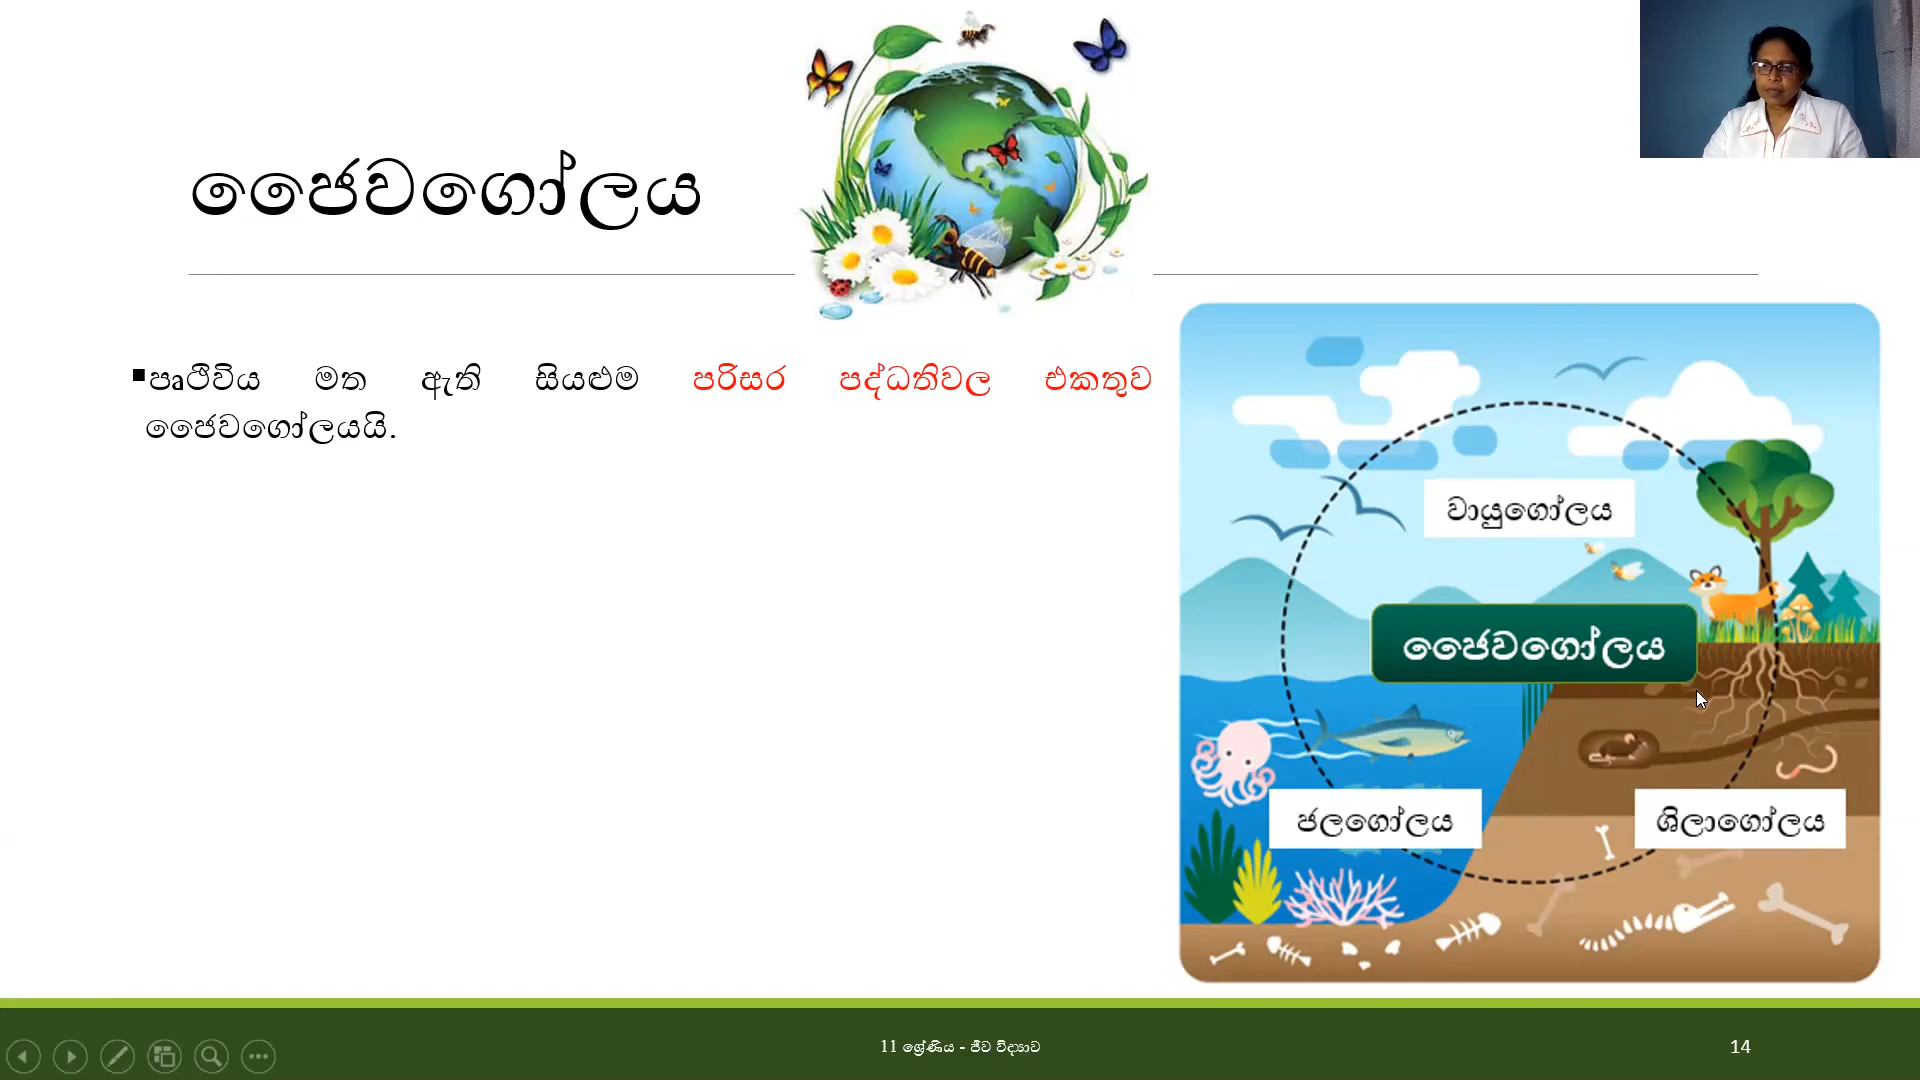 ජෛවගෝලය
▪පෘථිවිය මත ඇති සියළුම පරිසර පද්ධතිවල එකතුව
ජෛවගෝලයයි.
වායුගෝලය
ජෛවගෝලය
ජලගෝලය
ශිලාගෝලය
11 ශ්‍රේණිය - ජීව විද්‍යාව
14